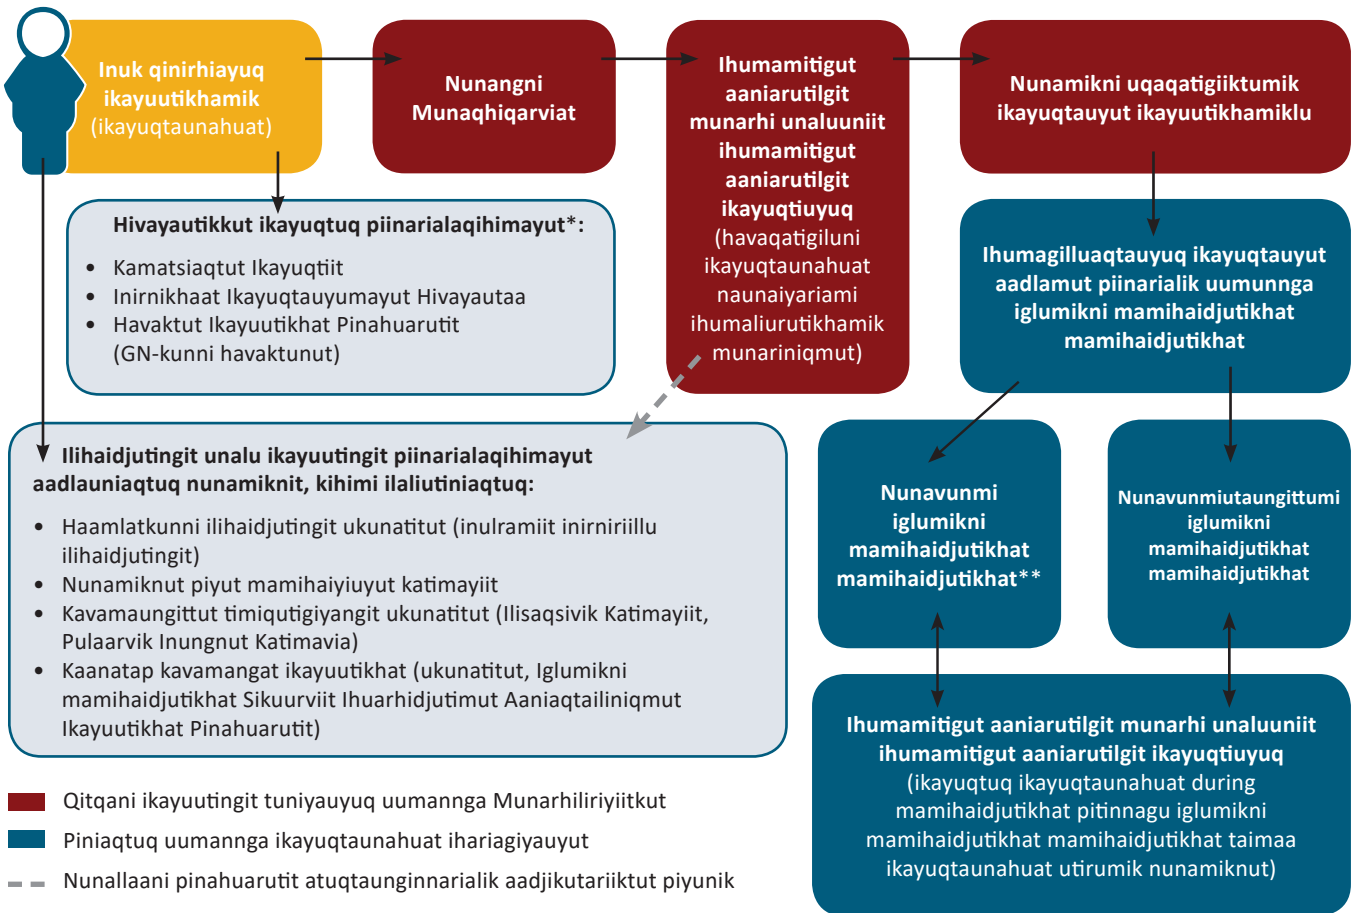 Inuk qinirhiayuq
ikayuutikhamik
(ikayuqtaunahuat)
Nunangni
Munaqhiqarviat
Ihumamitigut
aaniarutilgit
munarhi unaluuniit
ihumamitigut
aaniarutilgit
ikayuqtiuyuq
(havaqatigiluni
ikayuqtaunahuat
naunaiyariami
ihumaliurutikhamik
munariniqmut)
Nunamikni uqaqatigiiktumik
ikayuqtauyut ikayuutikhamiklu
Hivayautikkut ikayuqtuq piinarialaqihimayut*:
• Kamatsiaqtut Ikayuqtiit
• Inirnikhaat Ikayuqtauyumayut Hivayautaa
• Havaktut Ikayuutikhat Pinahuarutit
(GN-kunni havaktunut)
Ihumagilluaqtauyuq ikayuqtauyut
aadlamut piinarialik uumunnga
iglumikni mamihaidjutikhat
mamihaidjutikhat
Ilihaidjutingit unalu ikayuutingit piinarialaqihimayut
aadlauniaqtuq nunamiknit, kihimi ilaliutiniaqtuq:
• Haamlatkunni ilihaidjutingit ukunatitut (inulramiit inirniriillu
ilihaidjutingit)
• Nunamiknut piyut mamihaiyiuyut katimayiit
• Kavamaungittut timiqutigiyangit ukunatitut (Ilisaqsivik Katimayiit,
Pulaarvik Inungnut Katimavia)
• Kaanatap kavamangat ikayuutikhat (ukunatitut, Iglumikni
mamihaidjutikhat Sikuurviit Ihuarhidjutimut Aaniaqtailiniqmut
Ikayuutikhat Pinahuarutit)
Nunavunmi
iglumikni
mamihaidjutikhat
mamihaidjutikhat**
Nunavunmiutaungittumi
iglumikni
mamihaidjutikhat
mamihaidjutikhat
Ihumamitigut aaniarutilgit munarhi unaluuniit
ihumamitigut aaniarutilgit ikayuqtiuyuq
(ikayuqtuq ikayuqtaunahuat during
mamihaidjutikhat pitinnagu iglumikni
mamihaidjutikhat mamihaidjutikhat taimaa
ikayuqtaunahuat utirumik nunamiknut)
Qitqani ikayuutingit tuniyauyuq uumannga Munarhiliriyiitkut
Piniaqtuq uumannga ikayuqtaunahuat ihariagiyauyut
Nunallaani pinahuarutit atuqtaunginnarialik aadjikutariiktut piyunik